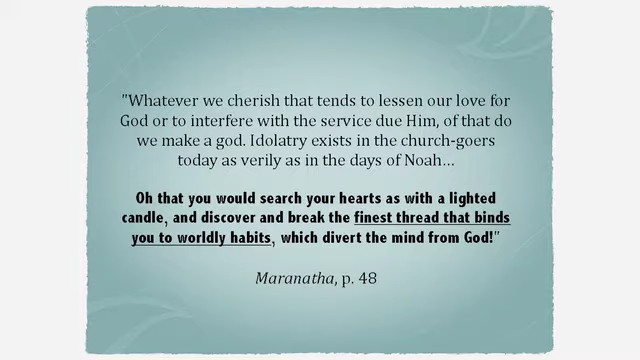 "Whatever we cherish that tends to lessen our love for
God or to interfere with the service due Him, of that do
we make a god. Idolatry exists in the church-goers
today as verily as in the days of Noah…
Oh that you would search your hearts as with a lighted
candle, and discover and break the finest thread that binds
you to worldly habits, which divert the mind from God!"
Maranatha, p. 48